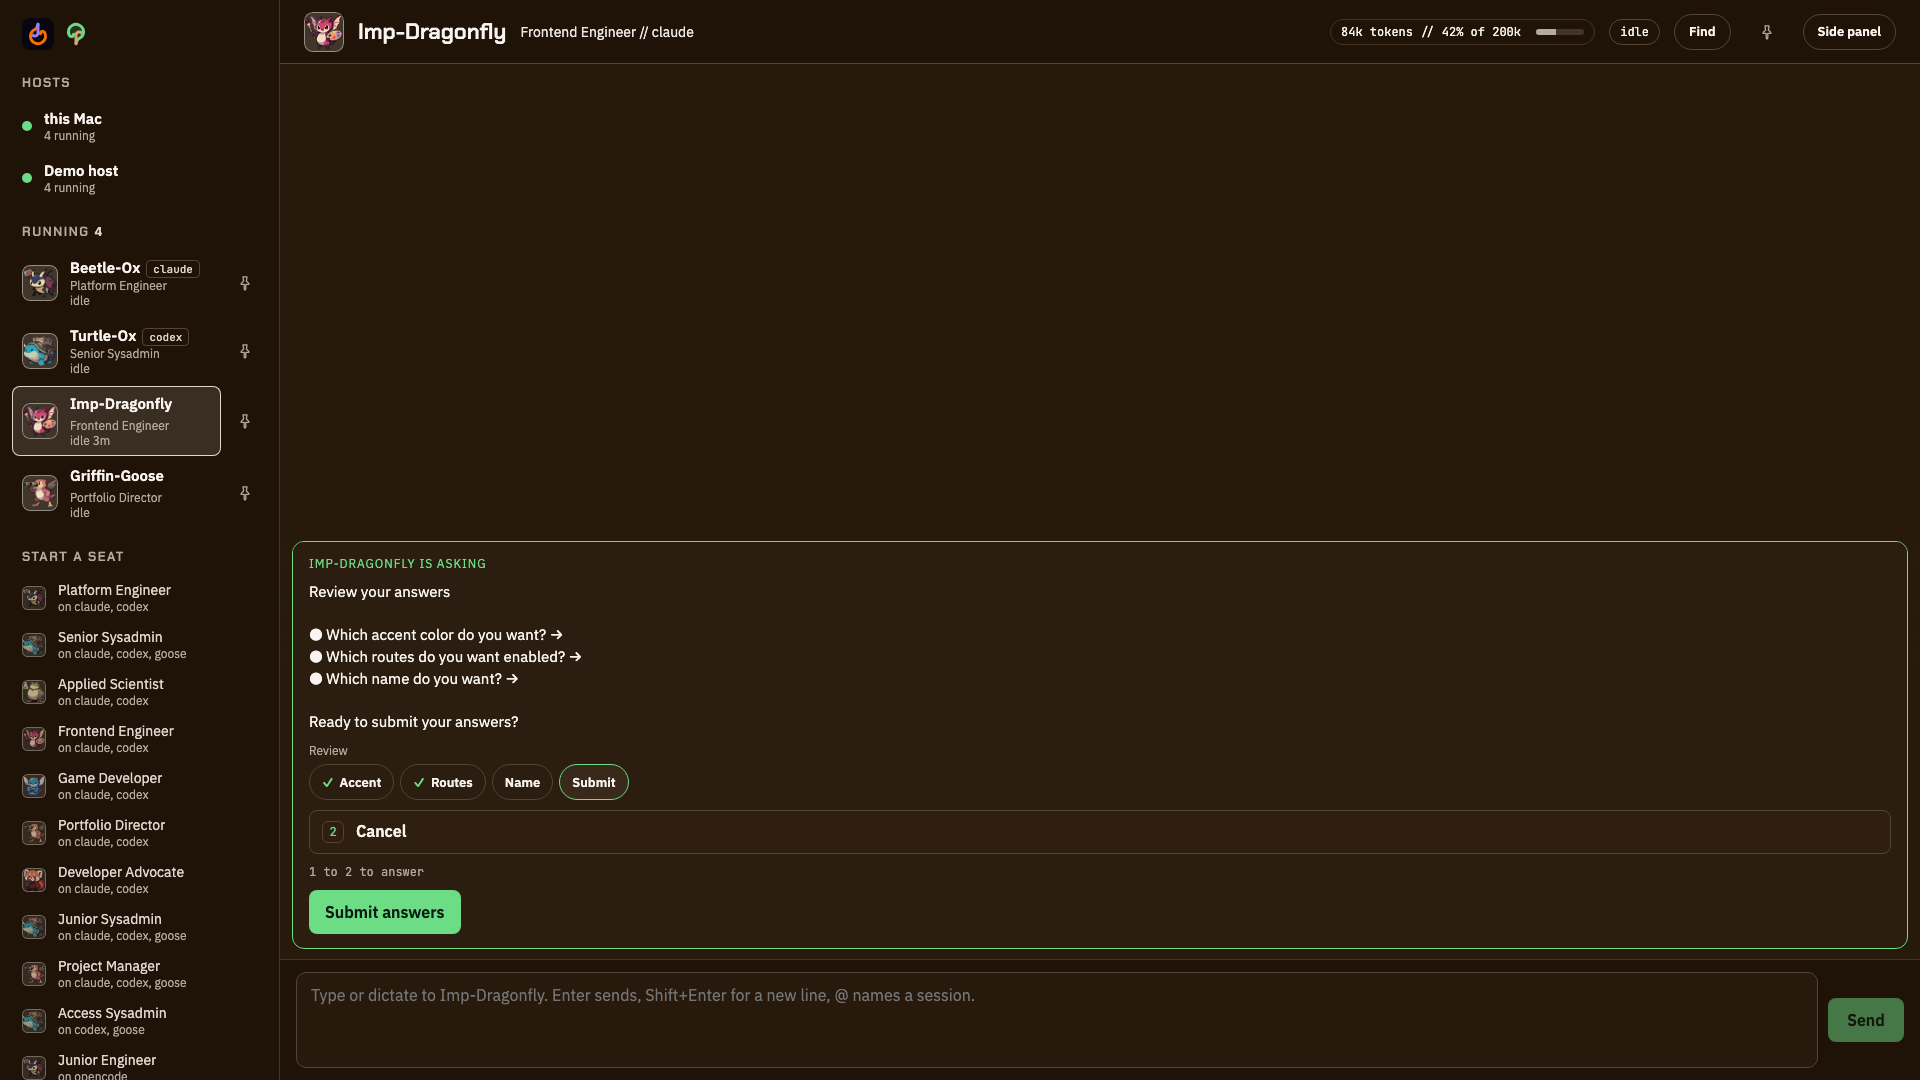 HOSTS
this Mac
4 running
Demo host
4 running
RUNNING 4
Beetle-Ox claude
Platform Engineer
idle
Turtle-Ox codex
Senior Sysadmin
idle
Imp-Dragonfly
Frontend Engineer
idle 3m
Griffin-Goose
Portfolio Director
idle
START A SEAT
Platform Engineer
on claude, codex
Senior Sysadmin
on claude, codex, goose
Applied Scientist
on claude, codex
Frontend Engineer
on claude, codex
Game Developer
on claude, codex
Portfolio Director
on claude, codex
Developer Advocate
on claude, codex
Junior Sysadmin
on claude, codex, goose
Project Manager
on claude, codex, goose
Access Sysadmin
on codex, goose
Junior Engineer
on opencode
Imp-Dragonfly Frontend Engineer // claude
84k tokens // 42% of 200k
idle
Find
Side panel
IMP-DRAGONFLY IS ASKING
Review your answers
● Which accent color do you want? →
● Which routes do you want enabled? →
● Which name do you want? →
Ready to submit your answers?
Review
✓ Accent ✓ Routes Name Submit
2 Cancel
1 to 2 to answer
Submit answers
Type or dictate to Imp-Dragonfly. Enter sends, Shift+Enter for a new line, @ names a session.
Send